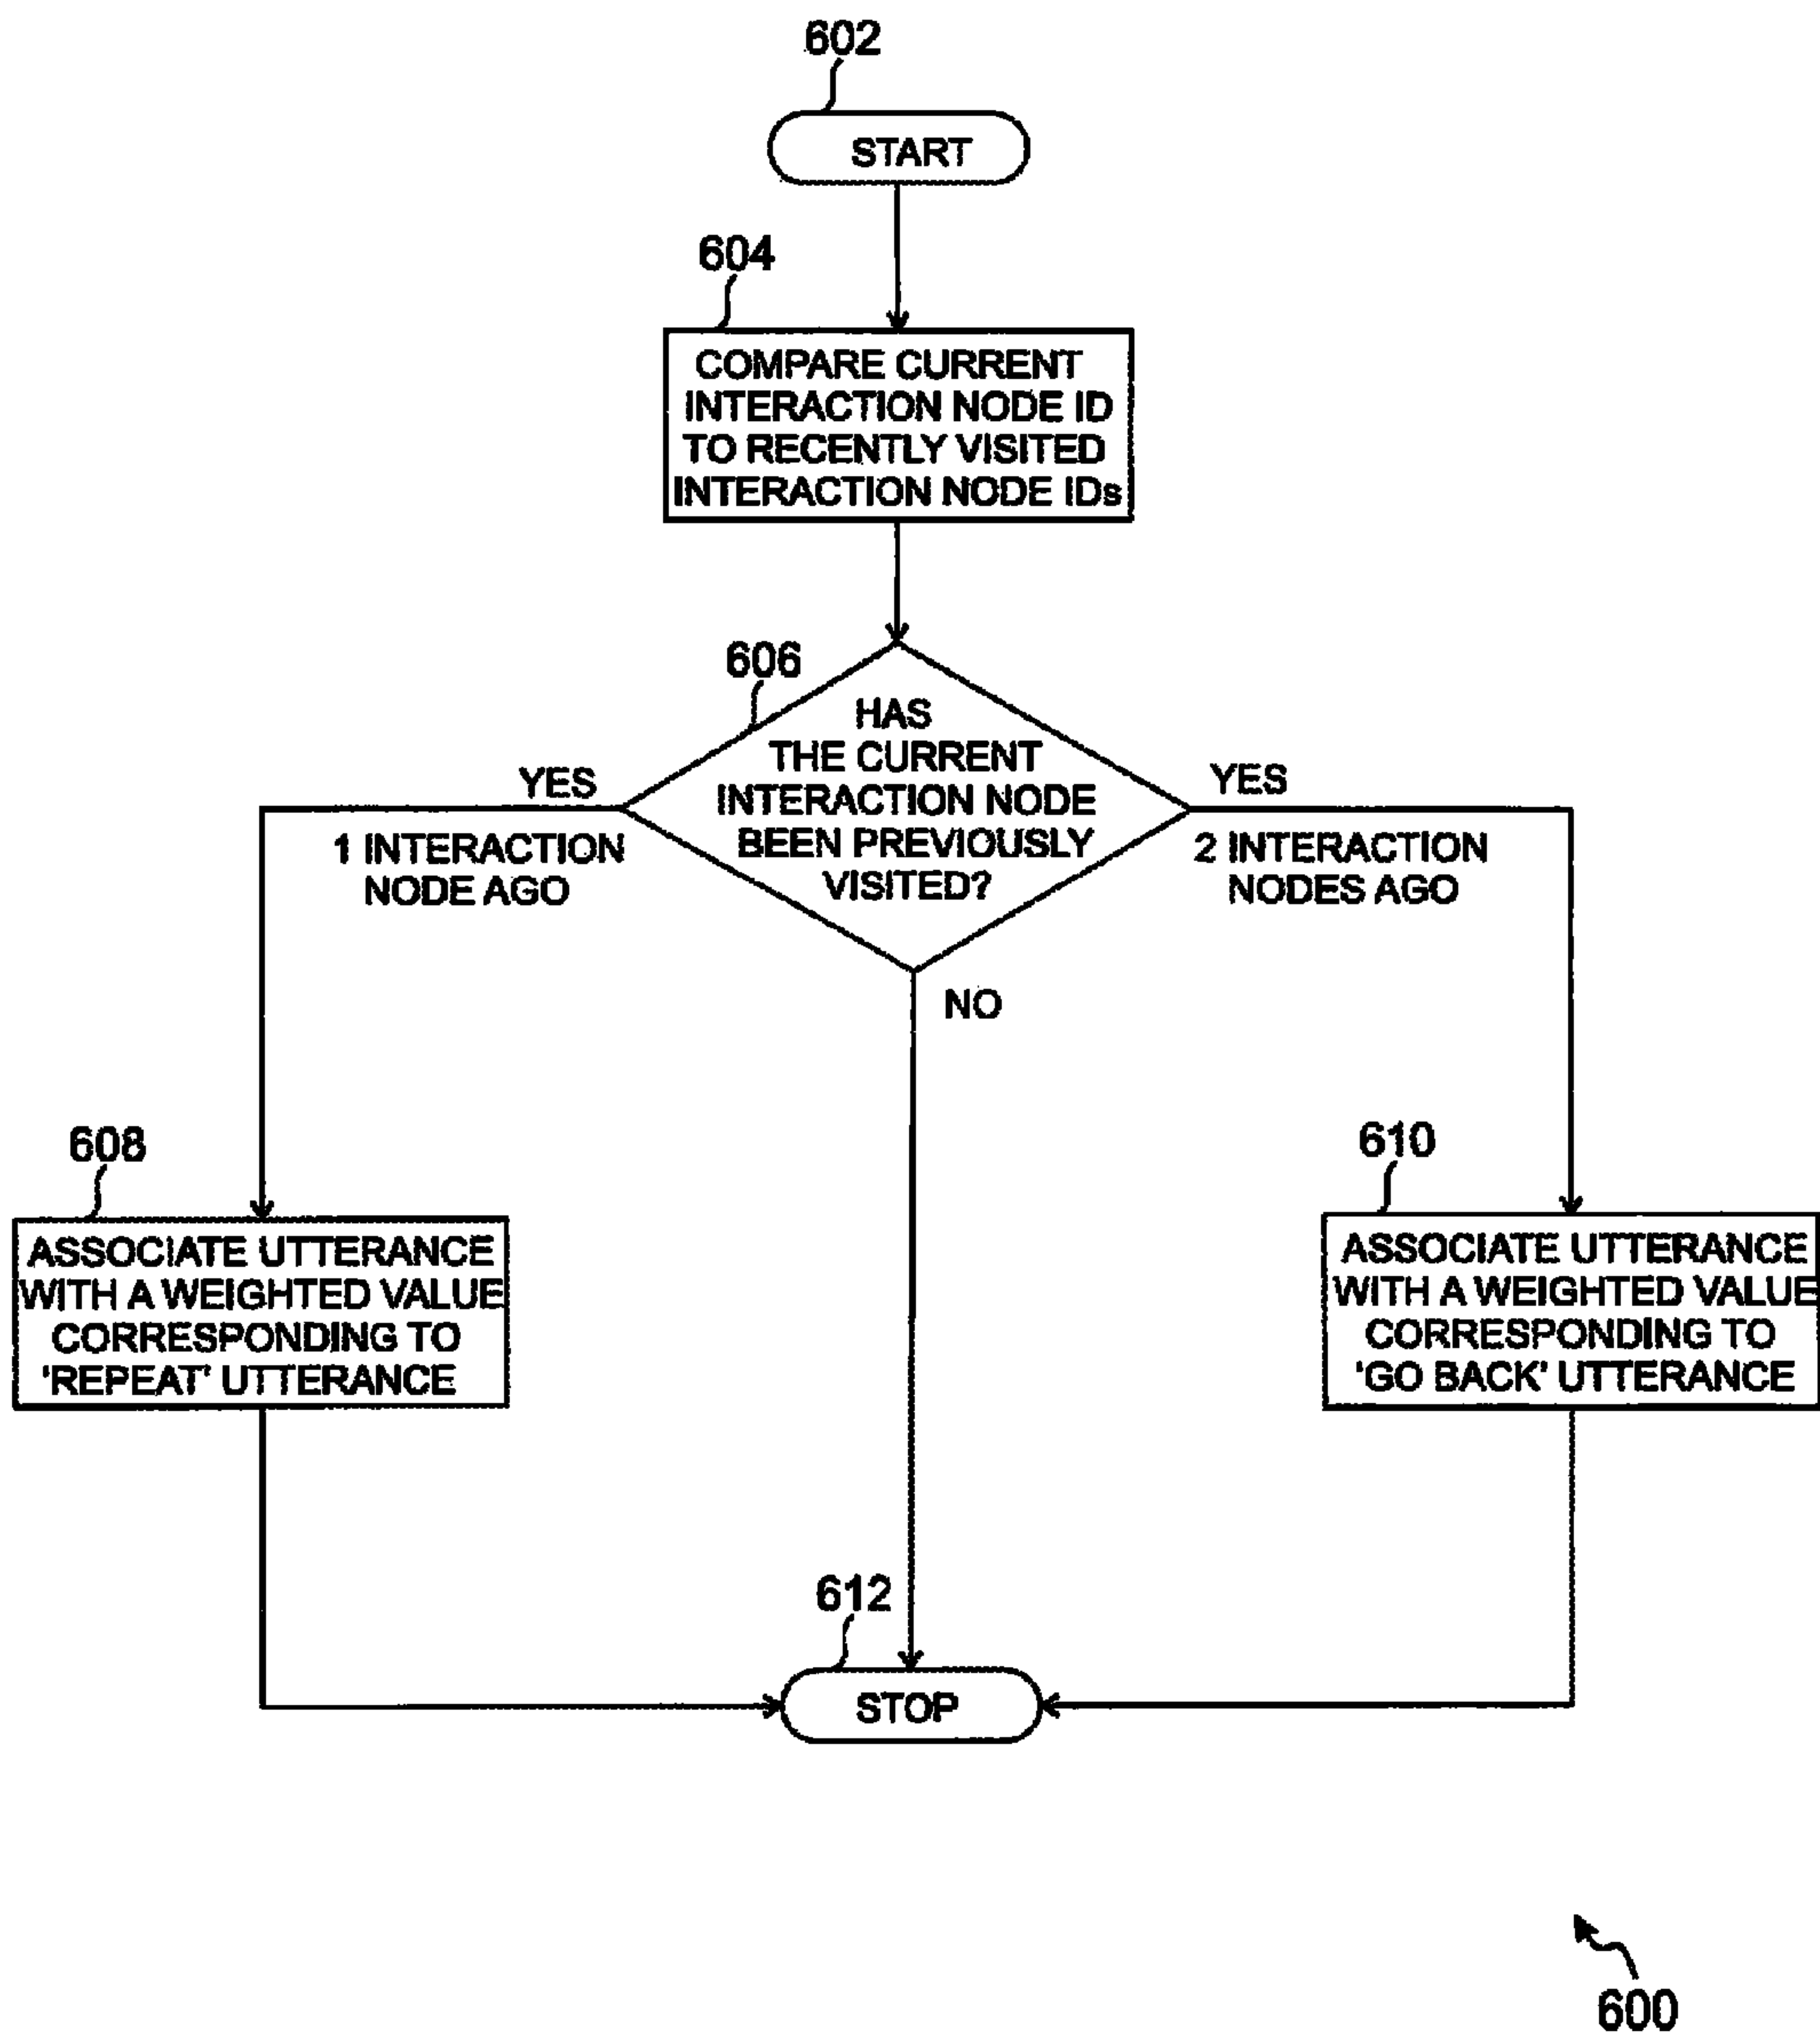 602
START
604
COMPARE CURRENT
INTERACTION NODE ID
TO RECENTLY VISITED
INTERACTION NODE IDs
606
HAS
THE CURRENT
INTERACTION NODE
BEEN PREVIOUSLY
VISITED?
YES
1 INTERACTION
NODE AGO
YES
2 INTERACTION
NODES AGO
NO
608
ASSOCIATE UTTERANCE
WITH A WEIGHTED VALUE
CORRESPONDING TO
'REPEAT' UTTERANCE
610
ASSOCIATE UTTERANCE
WITH A WEIGHTED VALUE
CORRESPONDING TO
'GO BACK' UTTERANCE
612
STOP
600